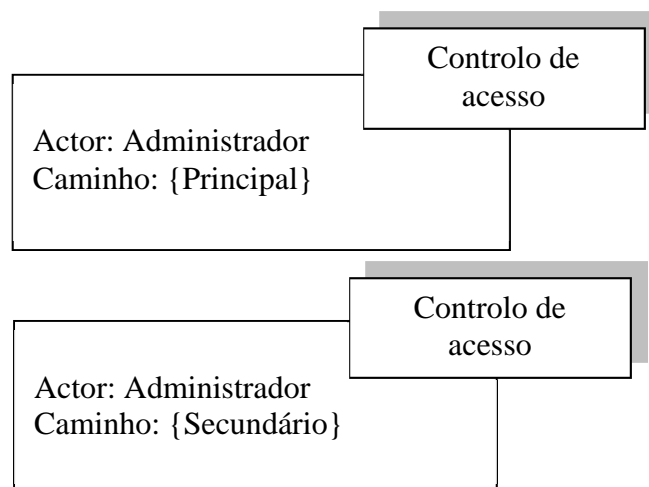 Controlo de
acesso
Actor: Administrador
Caminho: {Principal}
Controlo de
acesso
Actor: Administrador
Caminho: {Secundário}